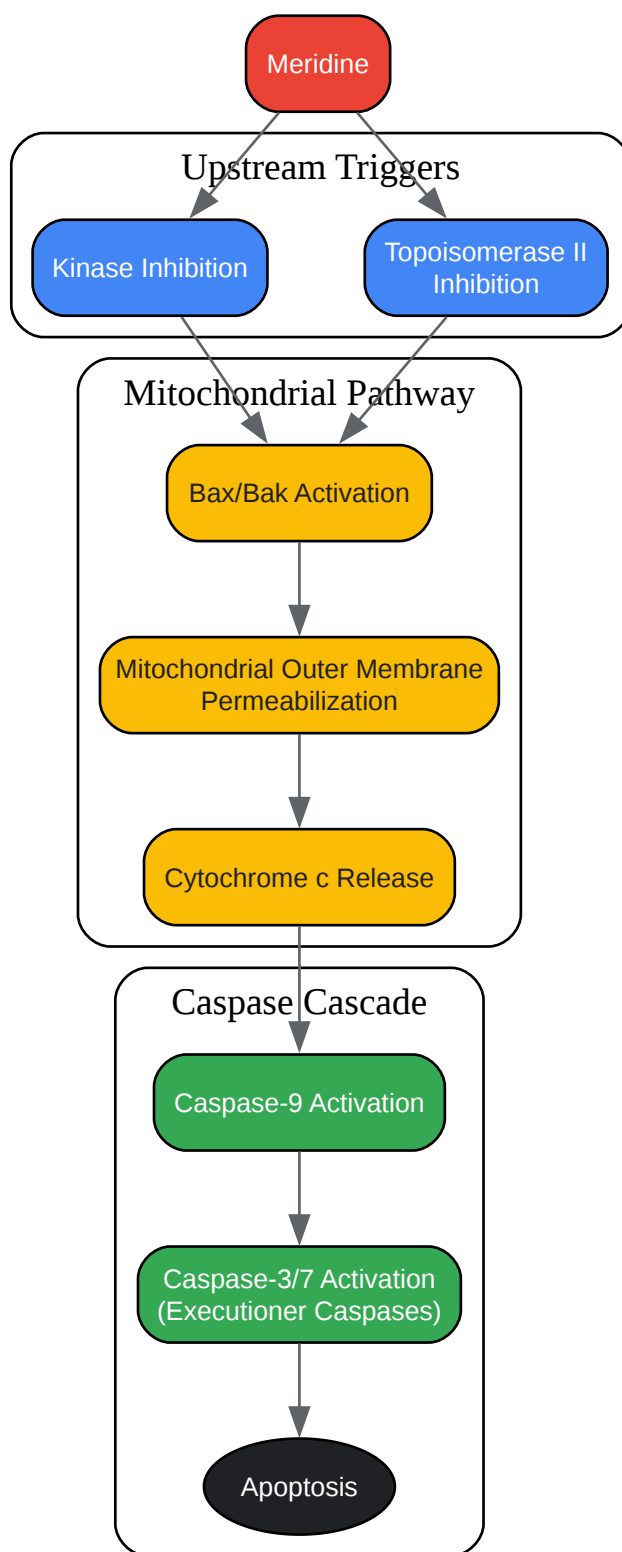 Meridine
Upstream Triggers
Kinase Inhibition
Topoisomerase II
Inhibition
Mitochondrial Pathway
Bax/Bak Activation
Mitochondrial Outer Membrane
Permeabilization
Cytochrome c Release
Caspase Cascade
Caspase-9 Activation
Caspase-3/7 Activation
(Executioner Caspases)
Apoptosis